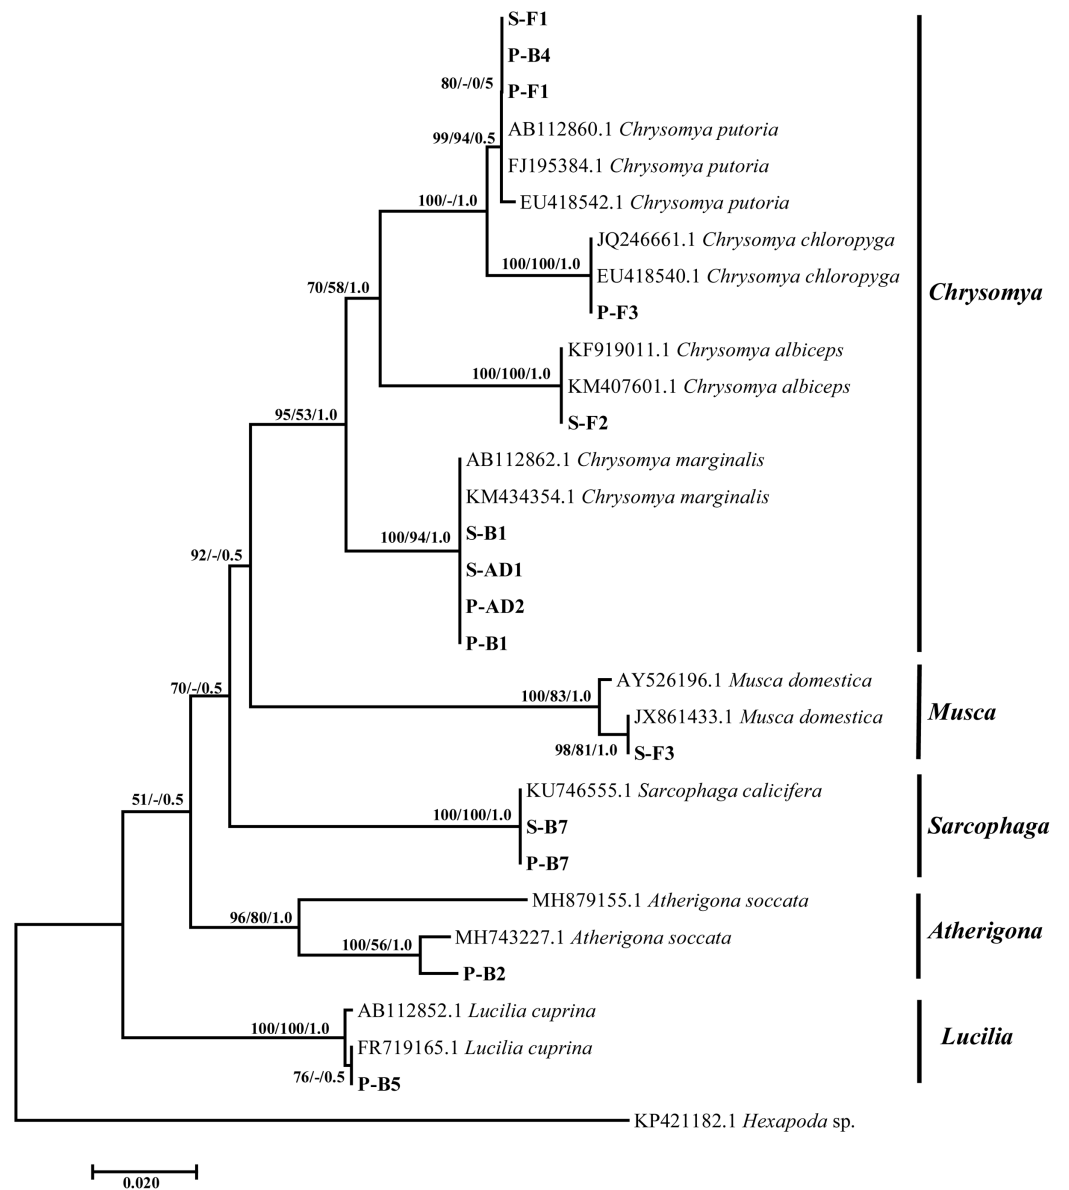 S-F1
P-B4
80/-/0/5
P-F1
AB112860.1 Chrysomya putoria
99/94/0.5
FJ195384.1 Chrysomya putoria
100/-/1.0
EU418542.1 Chrysomya putoria
JQ246661.1 Chrysomya chloropyga
100/100/1.0
EU418540.1 Chrysomya chloropyga
70/58/1.0
Chrysomya
P-F3
KF919011.1 Chrysomya albiceps
100/100/1.0
KM407601.1 Chrysomya albiceps
95/53/1.0
S-F2
AB112862.1 Chrysomya marginalis
KM434354.1 Chrysomya marginalis
S-B1
100/94/1.0
92/-/0.5
S-AD1
P-AD2
P-B1
AY526196.1 Musca domestica
70/-/0.5
100/83/1.0
Musca
JX861433.1 Musca domestica
98/81/1.0
S-F3
KU746555.1 Sarcophaga calicifera
51/-/0.5
100/100/1.0
S-B7
Sarcophaga
P-B7
MH879155.1 Atherigona soccata
96/80/1.0
Atherigona
MH743227.1 Atherigona soccata
100/56/1.0
P-B2
AB112852.1 Lucilia cuprina
100/100/1.0
Lucilia
FR719165.1 Lucilia cuprina
76/-/0.5
P-B5
KP421182.1 Hexapoda sp.
0.020